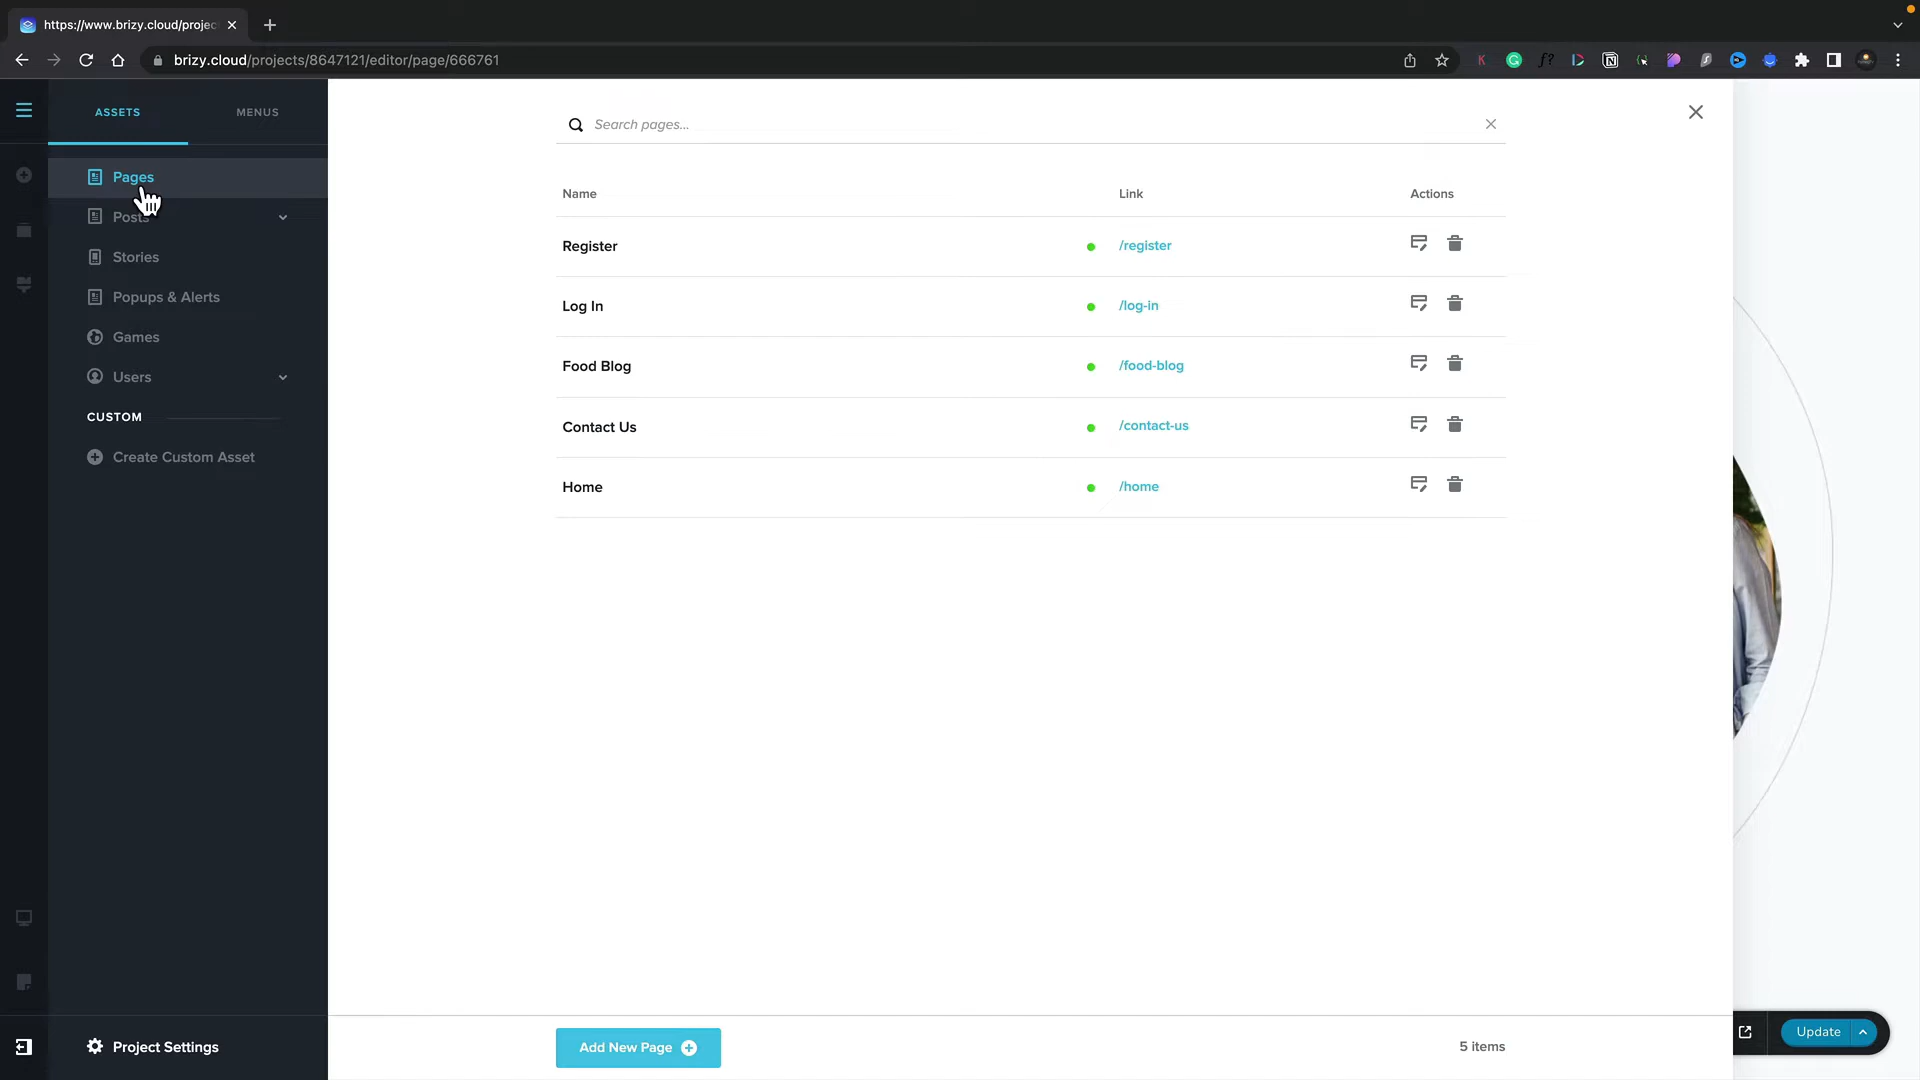 https://www.brizy.cloud/projec
brizy.cloud/projects/8647121/editor/page/666761
ASSETS
MENUS
Search pages...
Pages
Posts
Stories
Popups & Alerts
Games
Users
CUSTOM
Create Custom Asset
Name
Link
Actions
Register
/register
Log In
/log-in
Food Blog
/food-blog
Contact Us
/contact-us
Home
/home
Project Settings
Add New Page
5 items
Update